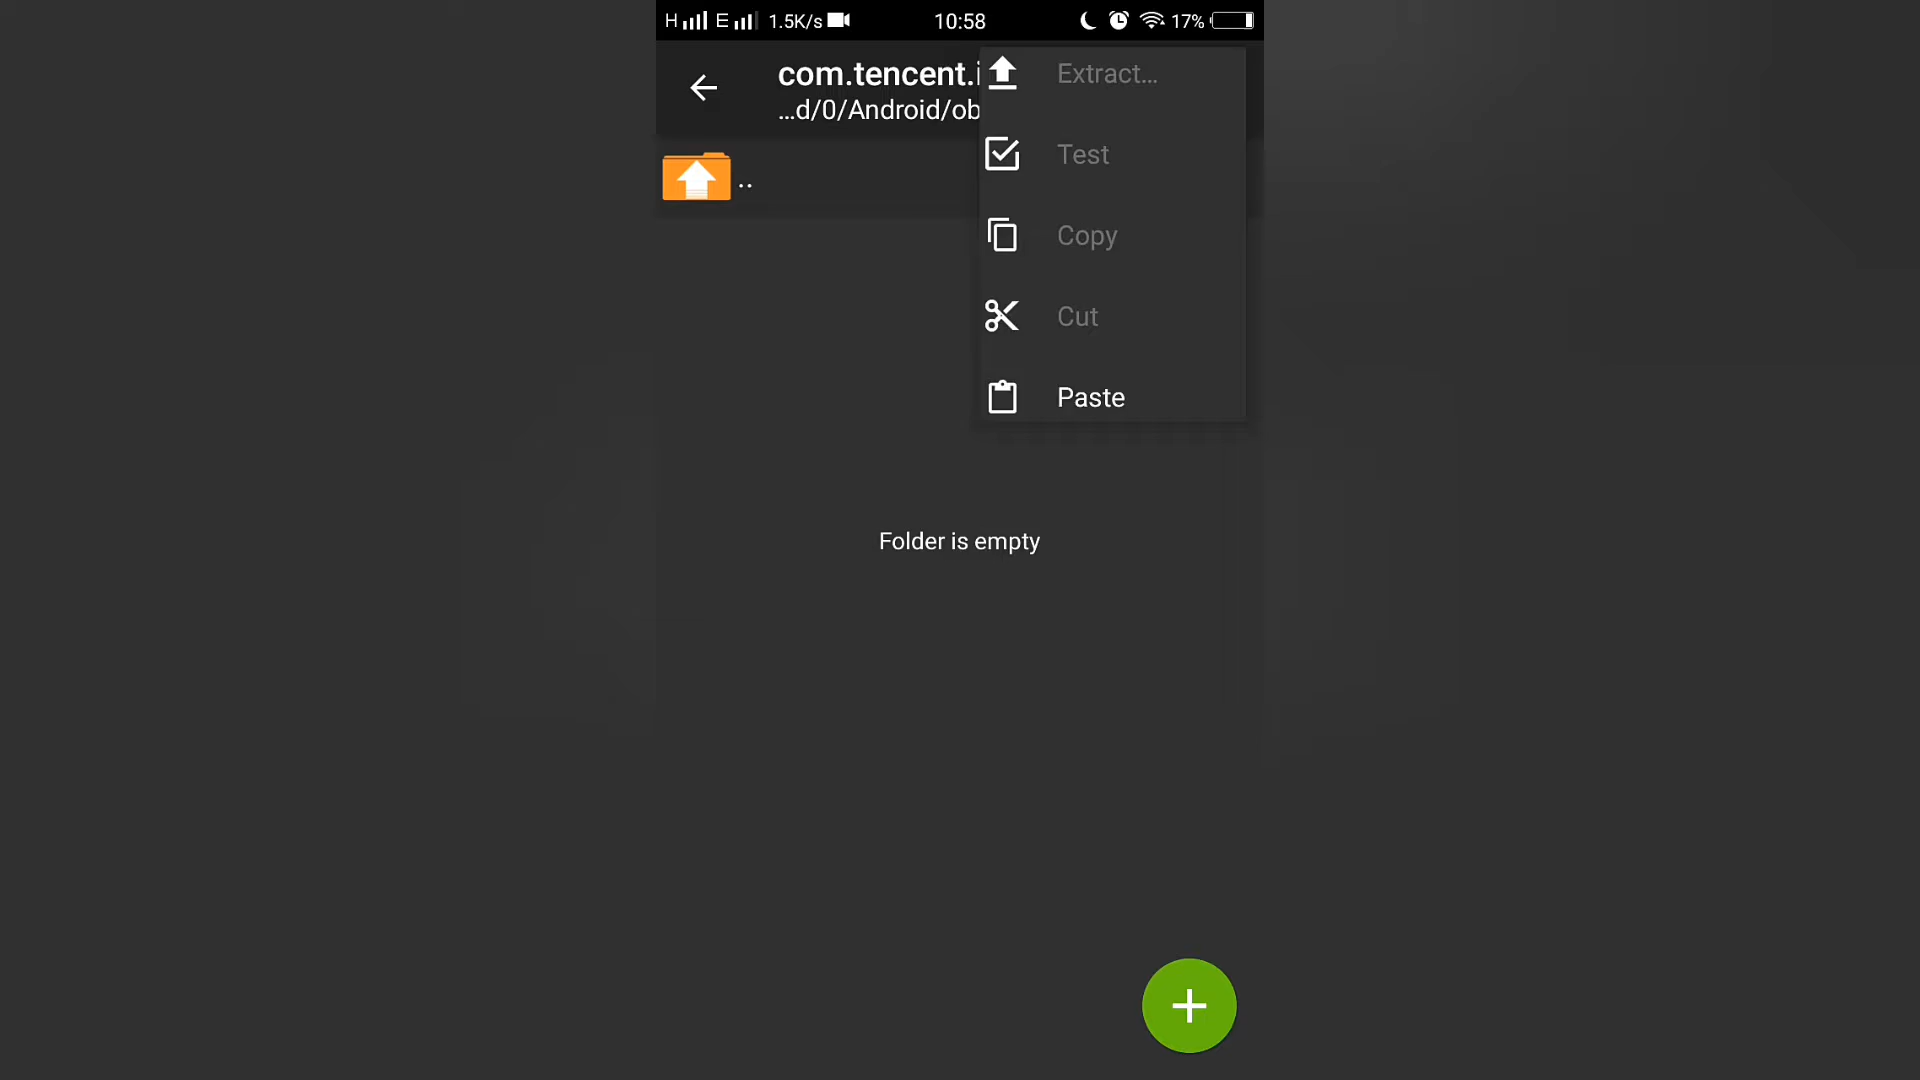 H E 1.5K/s 10:58 17%
com.tencent.i
...d/0/Android/ob
..
Extract...
Test
Copy
Cut
Paste
Folder is empty